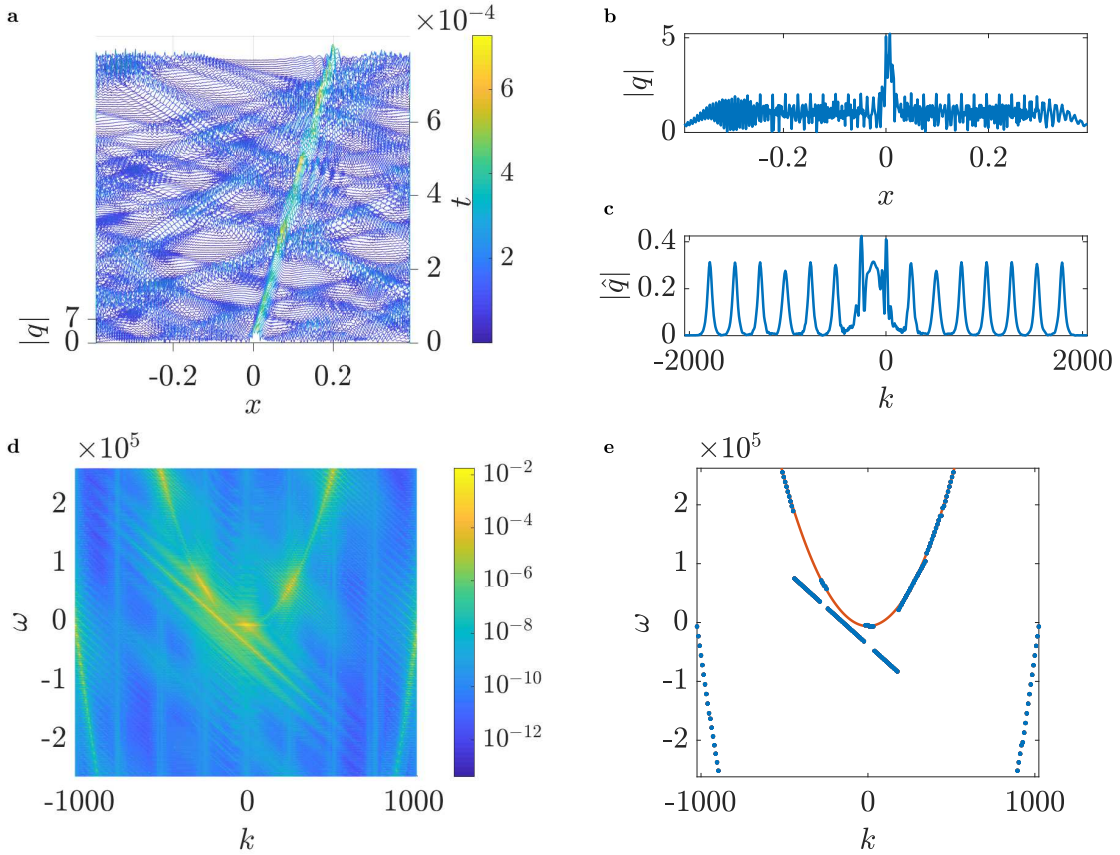 a
×10⁻⁴
6
4
2
0
t
6
4
2
|q|
7
0
-0.2 0 0.2
x
b
|q|
5
0
-0.2 0 0.2
x
c
|q̂|
0.4
0.2
0
-2000 0 2000
k
d
×10⁵
ω
2
1
0
-1
-2
-1000 0 1000
k
10⁻²
10⁻⁴
10⁻⁶
10⁻⁸
10⁻¹⁰
10⁻¹²
e
×10⁵
ω
2
1
0
-1
-2
-1000 0 1000
k